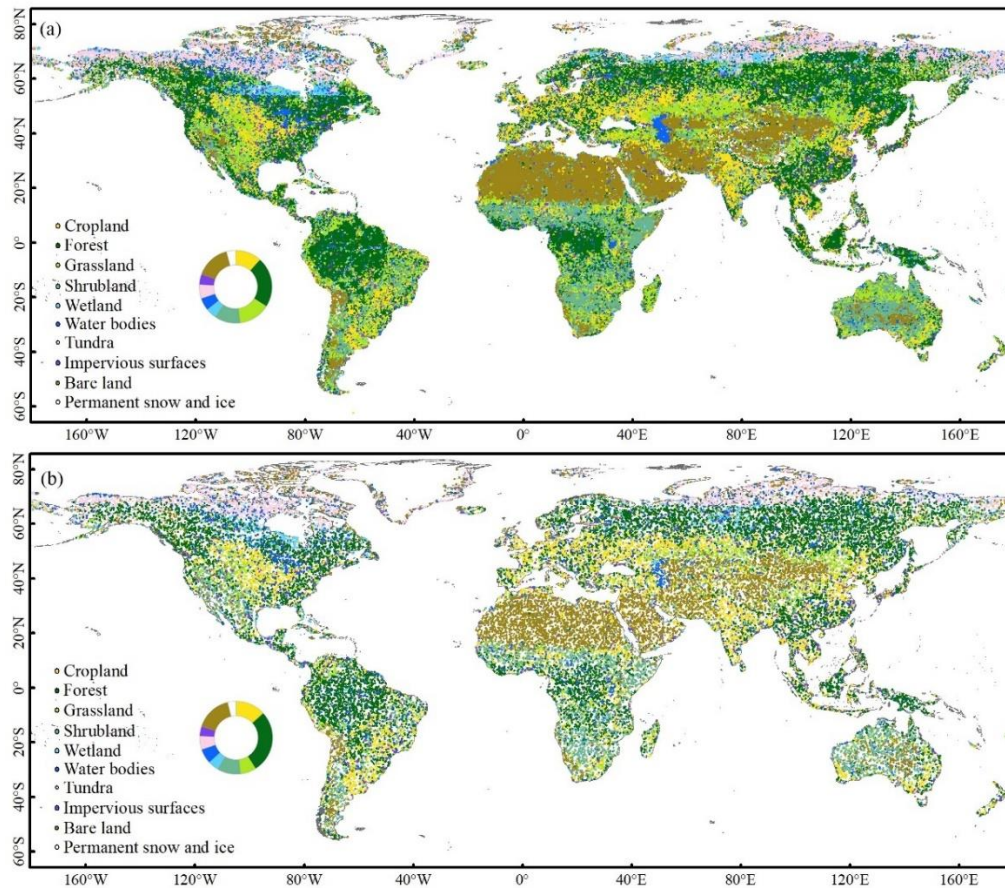 (a)
80°N
60°N
40°N
20°N
0°
20°S
40°S
60°S
Cropland
Forest
Grassland
Shrubland
Wetland
Water bodies
Tundra
Impervious surfaces
Bare land
Permanent snow and ice
160°W 120°W 80°W 40°W 0° 40°E 80°E 120°E 160°E
(b)
80°N
60°N
40°N
20°N
0°
20°S
40°S
60°S
Cropland
Forest
Grassland
Shrubland
Wetland
Water bodies
Tundra
Impervious surfaces
Bare land
Permanent snow and ice
160°W 120°W 80°W 40°W 0° 40°E 80°E 120°E 160°E